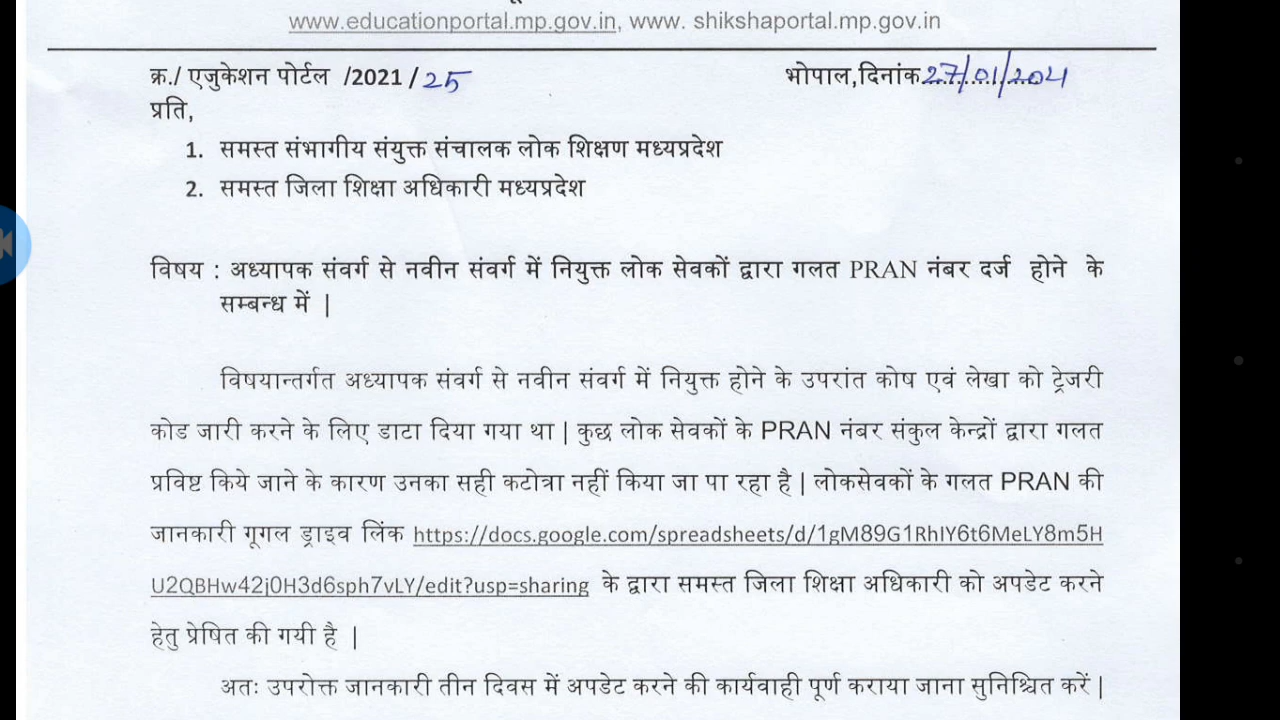 www.educationportal.mp.gov.in, www. shikshaportal.mp.gov.in
क्र./ एजुकेशन पोर्टल /2021 / 25 भोपाल,दिनांक 27/01/2021
प्रति,
1. समस्त संभागीय संयुक्त संचालक लोक शिक्षण मध्यप्रदेश
2. समस्त जिला शिक्षा अधिकारी मध्यप्रदेश
विषय : अध्यापक संवर्ग से नवीन संवर्ग में नियुक्त लोक सेवकों द्वारा गलत PRAN नंबर दर्ज होने के
सम्बन्ध में |
विषयान्तर्गत अध्यापक संवर्ग से नवीन संवर्ग में नियुक्त होने के उपरांत कोष एवं लेखा को ट्रेजरी
कोड जारी करने के लिए डाटा दिया गया था | कुछ लोक सेवकों के PRAN नंबर संकुल केन्द्रों द्वारा गलत
प्रविष्ट किये जाने के कारण उनका सही कटोत्रा नहीं किया जा पा रहा है | लोकसेवकों के गलत PRAN की
जानकारी गूगल ड्राइव लिंक https://docs.google.com/spreadsheets/d/1gM89G1RhIY6t6MeLY8m5H
U2QBHw42j0H3d6sph7vLY/edit?usp=sharing के द्वारा समस्त जिला शिक्षा अधिकारी को अपडेट करने
हेतु प्रेषित की गयी है |
अतः उपरोक्त जानकारी तीन दिवस में अपडेट करने की कार्यवाही पूर्ण कराया जाना सुनिश्चित करें |